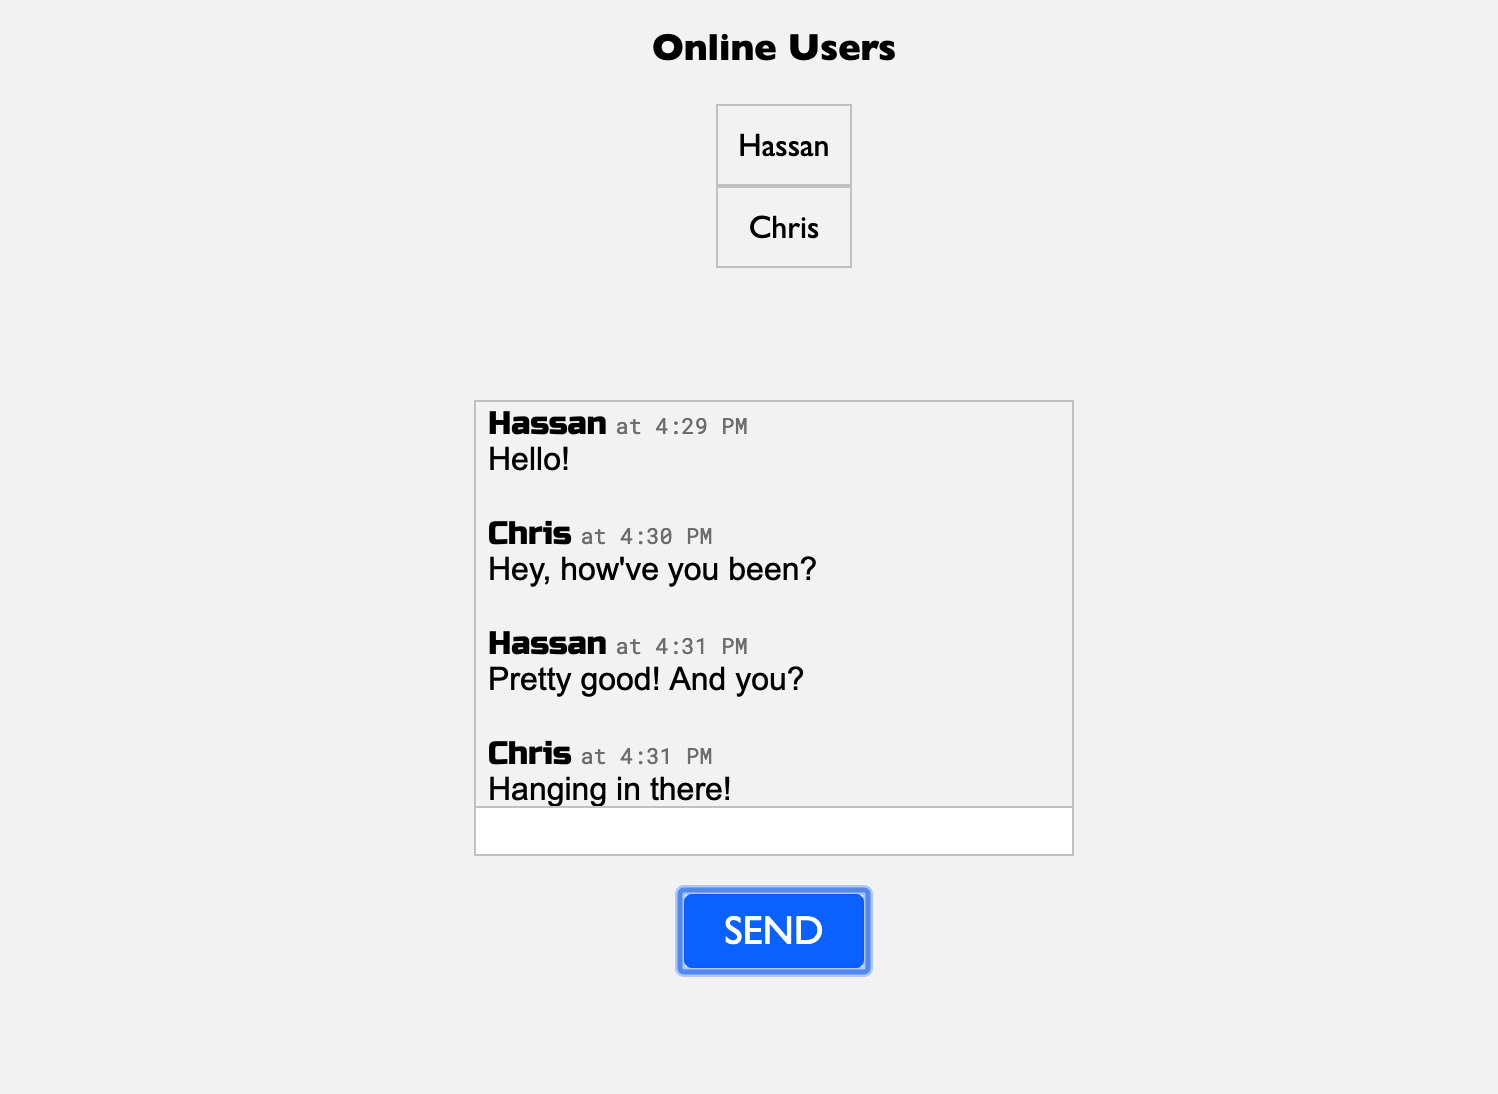 Online Users
Hassan
Chris
Hassan at 4:29 PM
Hello!
Chris at 4:30 PM
Hey, how've you been?
Hassan at 4:31 PM
Pretty good! And you?
Chris at 4:31 PM
Hanging in there!
SEND